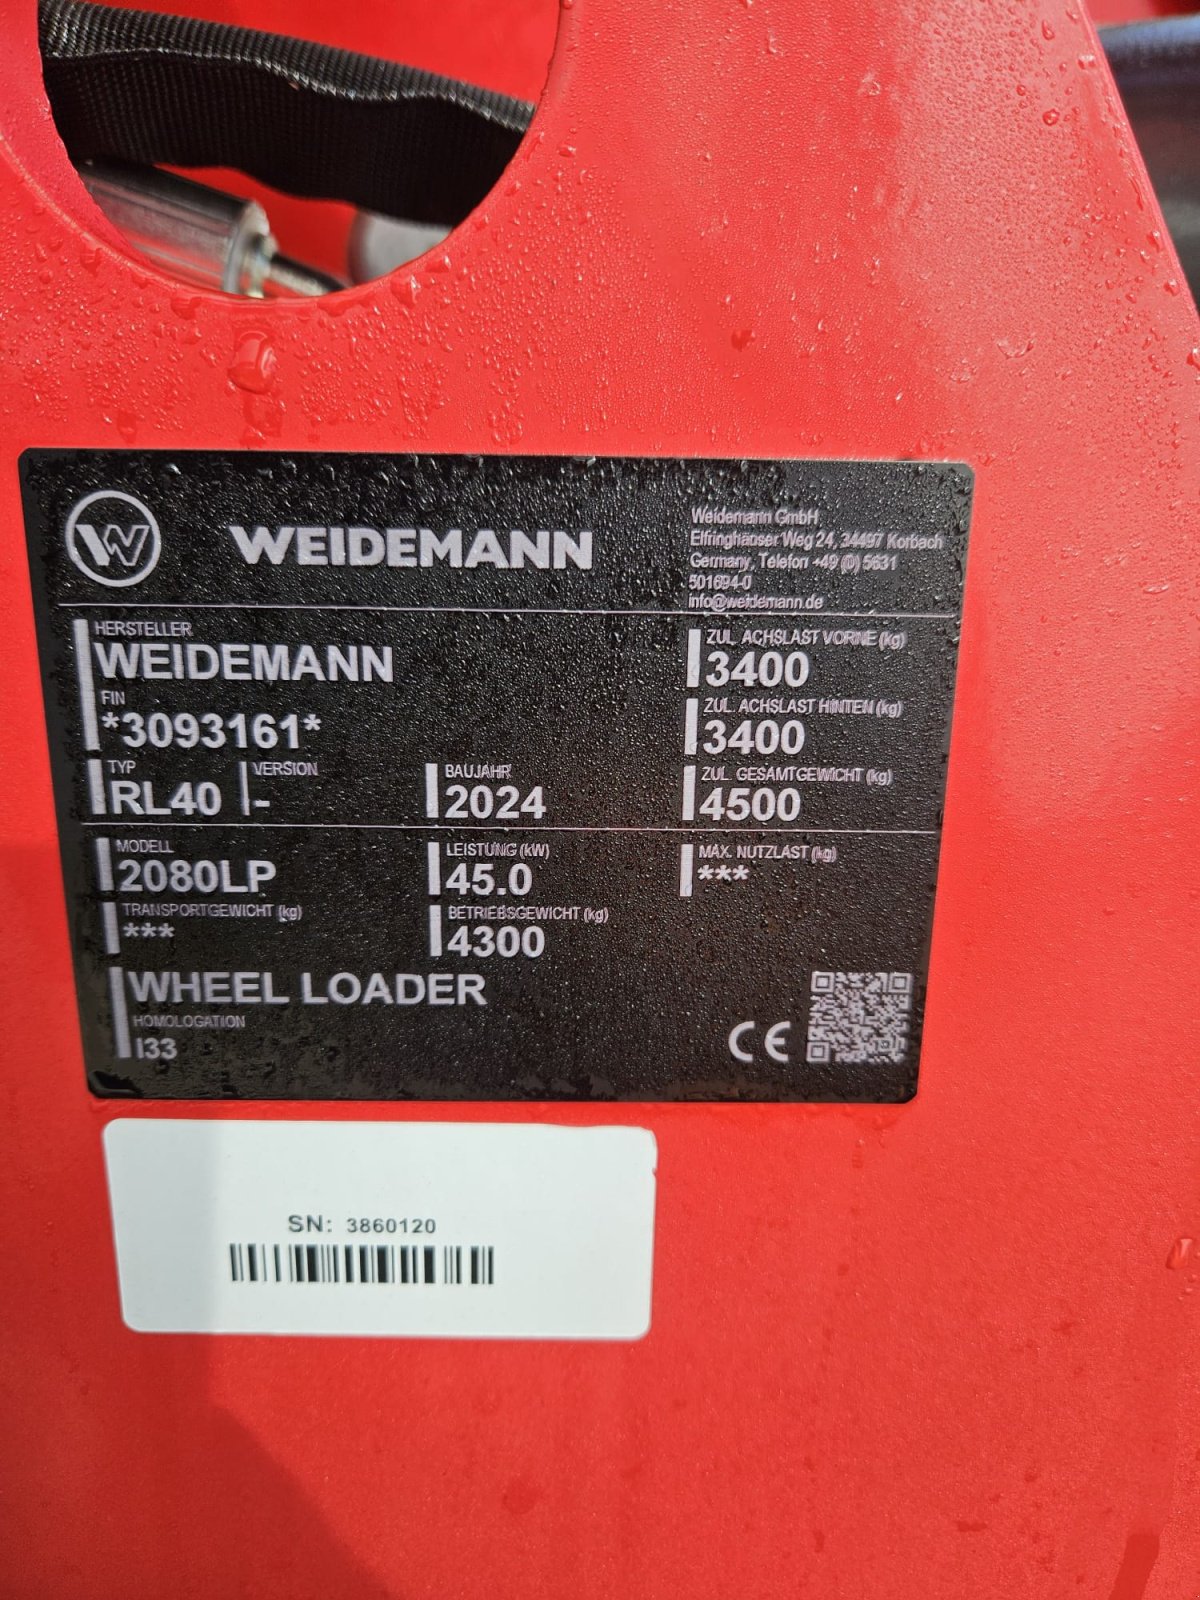 W
WEIDEMANN
Weidemann GmbH
Elfringhäuser Weg 24, 34497 Korbach
Germany, Telefon +49 (0) 5631
501694-0
info@weidemann.de
HERSTELLER
WEIDEMANN
FIN
*3093161*
TYP
RL40
VERSION
-
BAUJAHR
2024
ZUL. ACHSLAST VORNE (kg)
3400
ZUL. ACHSLAST HINTEN (kg)
3400
ZUL. GESAMTGEWICHT (kg)
4500
MODELL
2080LP
LEISTUNG (kW)
45.0
MAX. NUTZLAST (kg)
***
TRANSPORTGEWICHT (kg)
***
BETRIEBSGEWICHT (kg)
4300
WHEEL LOADER
HOMOLOGATION
I33
CE
SN: 3860120